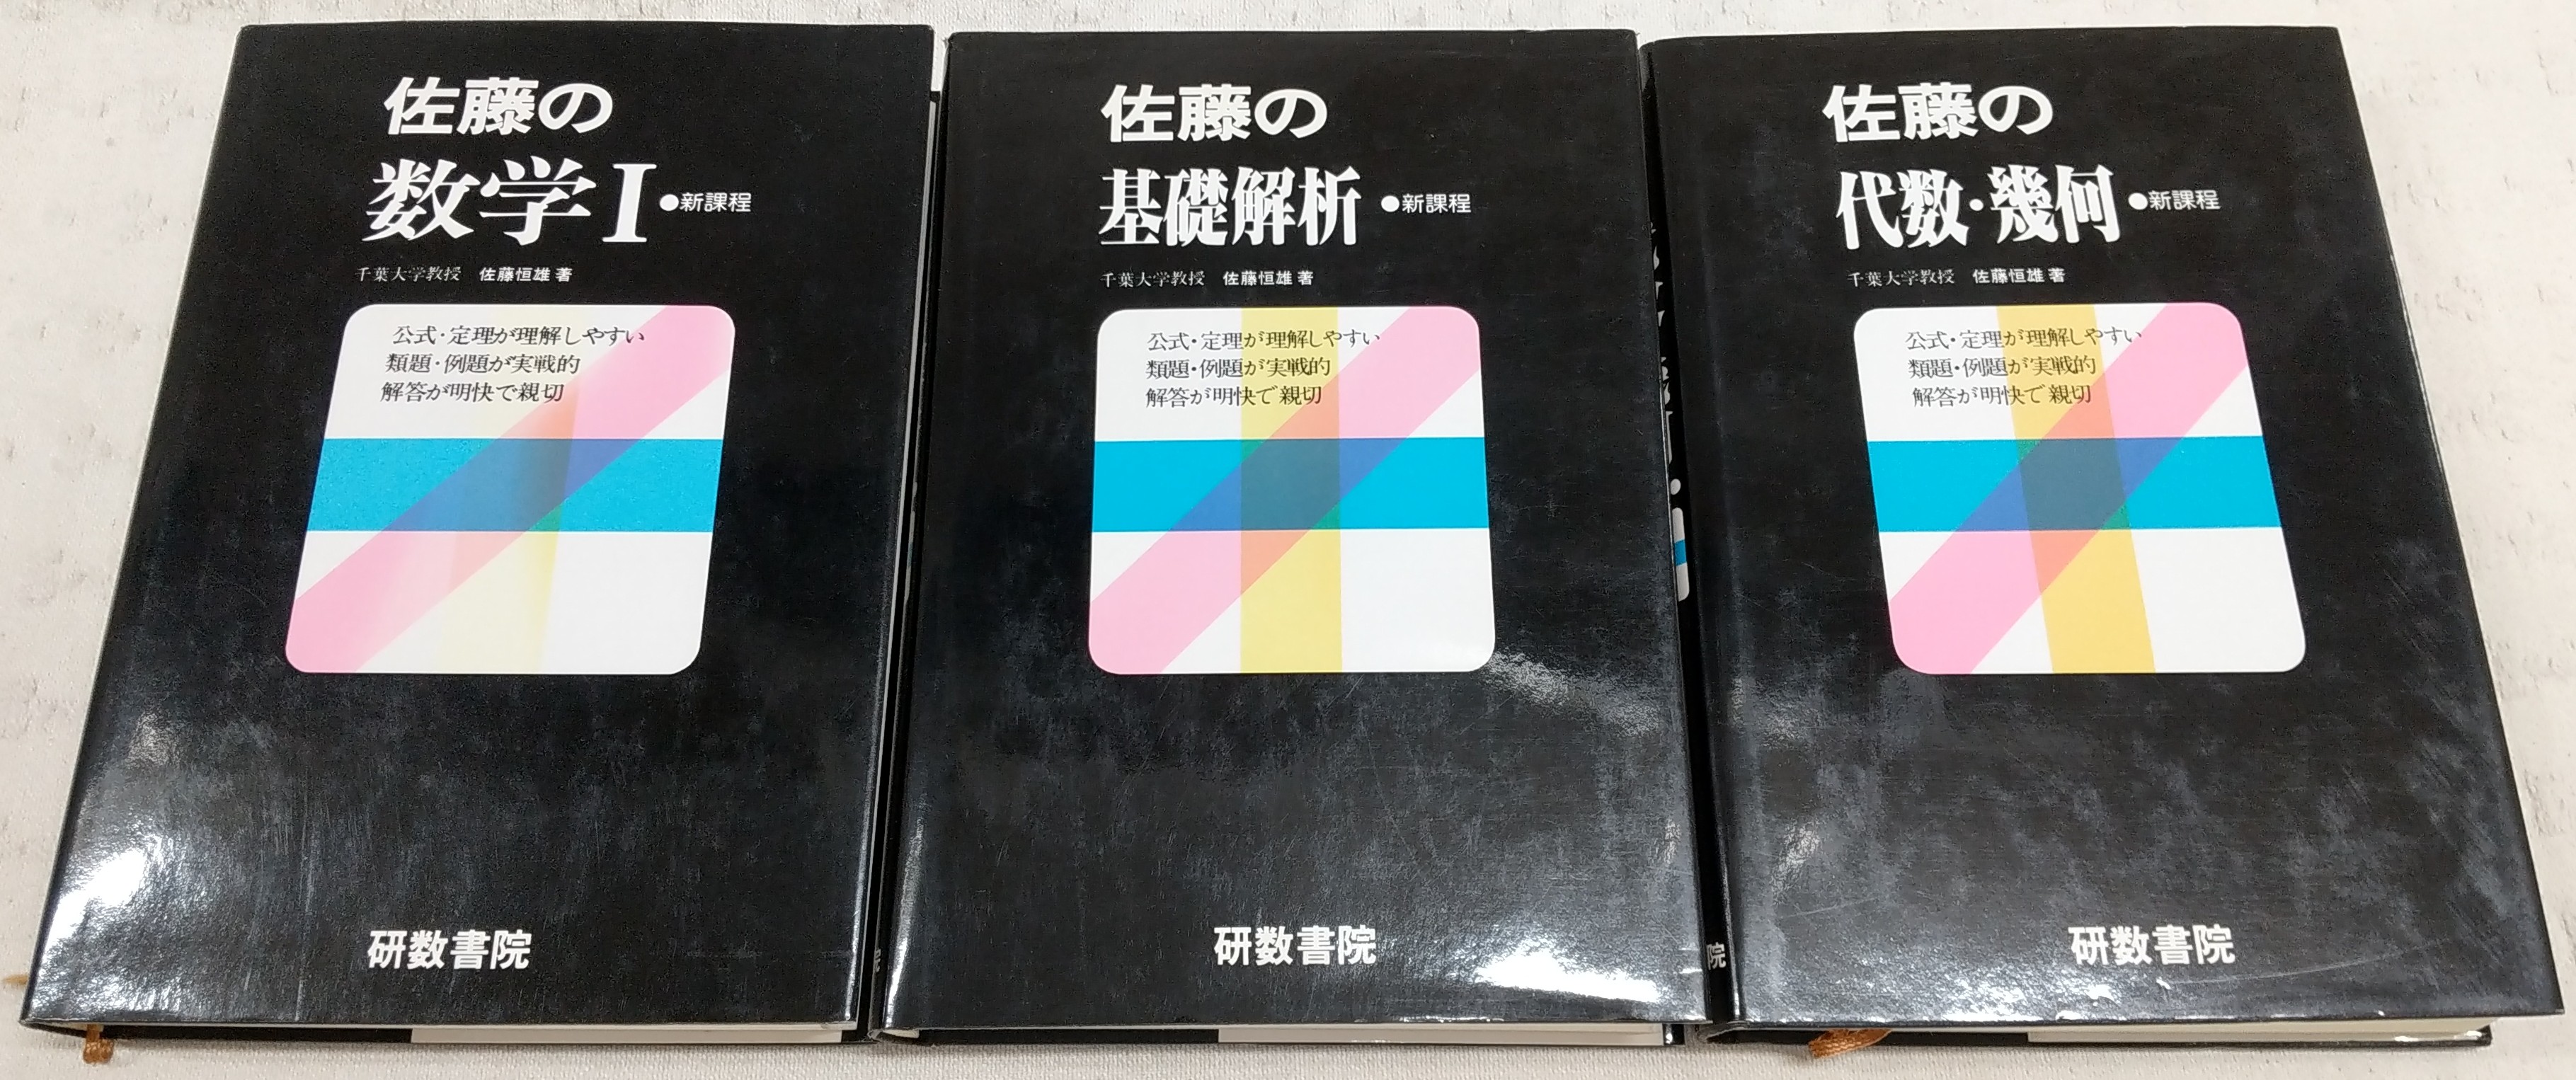 佐藤の
数学I ●新課程
千葉大学教授 佐藤恒雄 著
公式・定理が理解しやすい
類題・例題が実戦的
解答が明快で親切
研数書院
佐藤の
基礎解析 ●新課程
千葉大学教授 佐藤恒雄 著
公式・定理が理解しやすい
類題・例題が実戦的
解答が明快で親切
研数書院
佐藤の
代数・幾何 ●新課程
千葉大学教授 佐藤恒雄 著
公式・定理が理解しやすい
類題・例題が実戦的
解答が明快で親切
研数書院
院